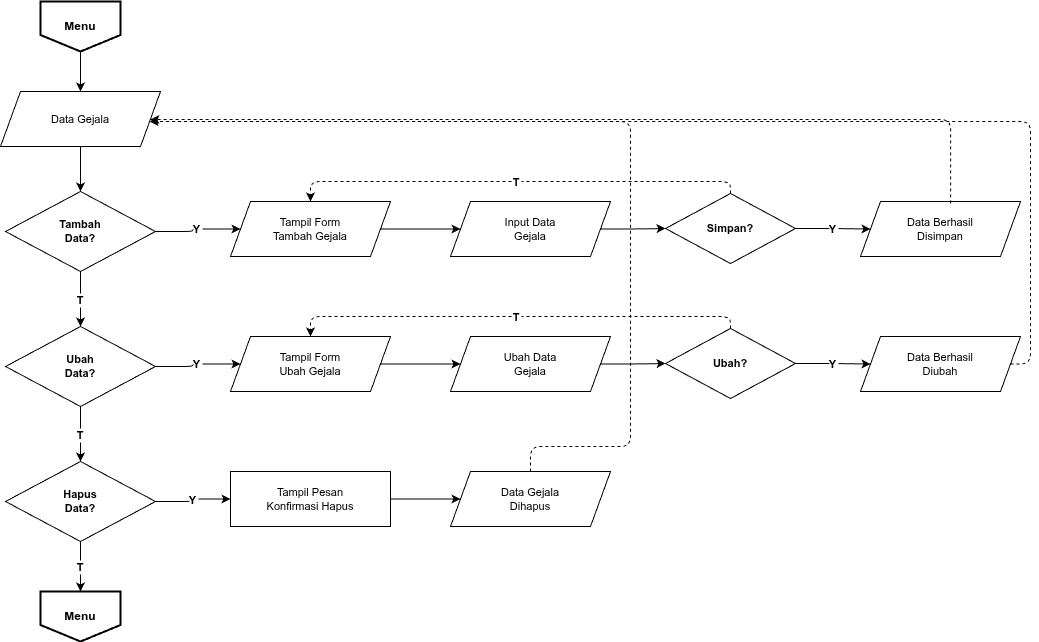 Menu
Data Gejala
T
Tambah
Data?
Y
Tampil Form
Tambah Gejala
Input Data
Gejala
Simpan?
Y
Data Berhasil
Disimpan
T
T
Ubah
Data?
Y
Tampil Form
Ubah Gejala
Ubah Data
Gejala
Ubah?
Y
Data Berhasil
Diubah
T
Hapus
Data?
Y
Tampil Pesan
Konfirmasi Hapus
Data Gejala
Dihapus
T
Menu